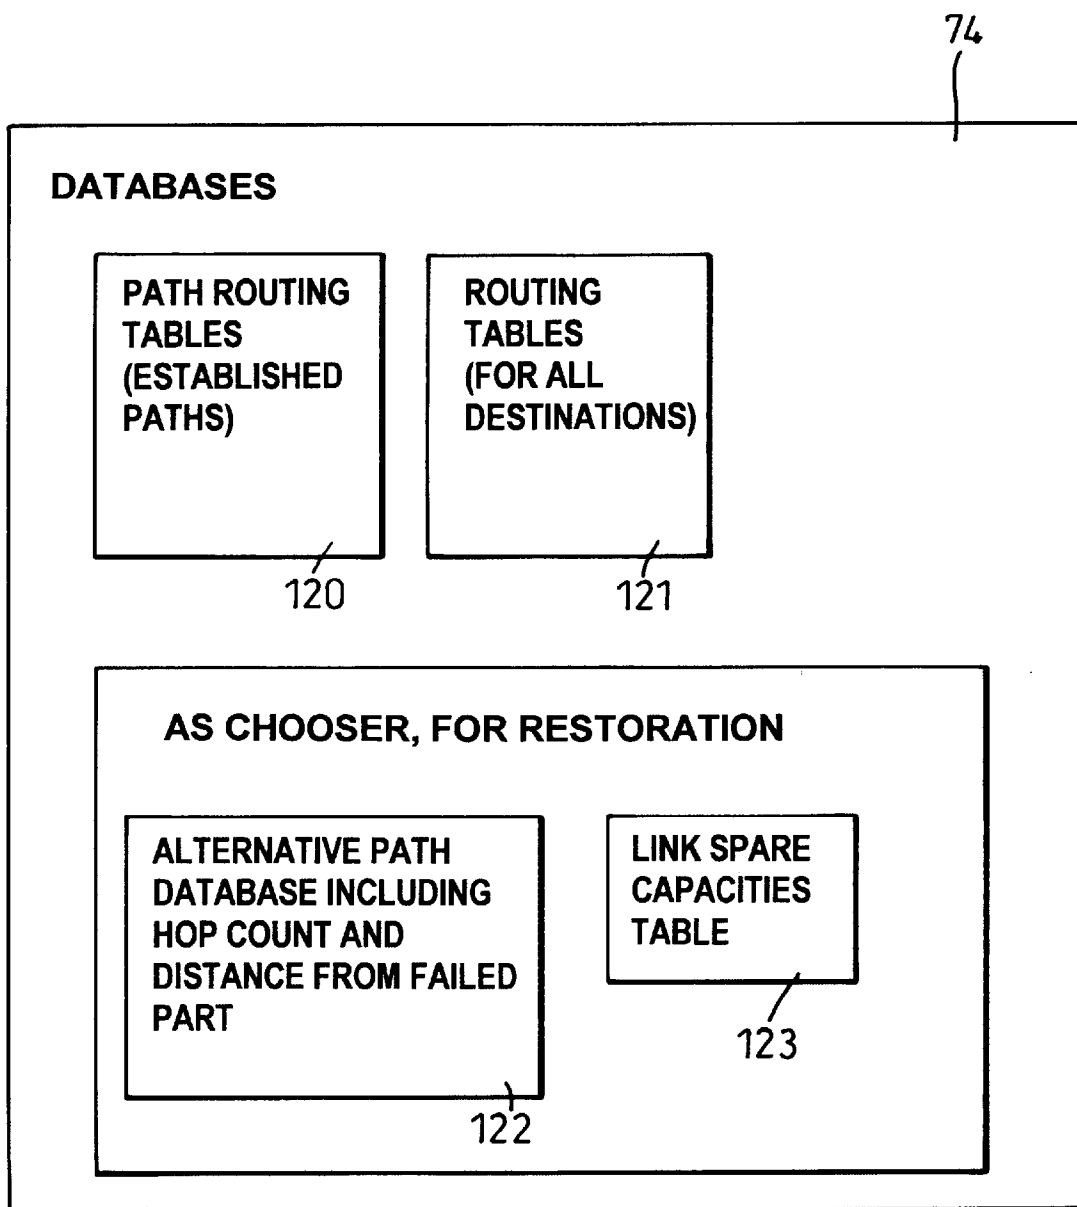 74
DATABASES
PATH ROUTING
TABLES
(ESTABLISHED
PATHS)
120
ROUTING
TABLES
(FOR ALL
DESTINATIONS)
121
AS CHOOSER, FOR RESTORATION
ALTERNATIVE PATH
DATABASE INCLUDING
HOP COUNT AND
DISTANCE FROM FAILED
PART
122
LINK SPARE
CAPACITIES
TABLE
123